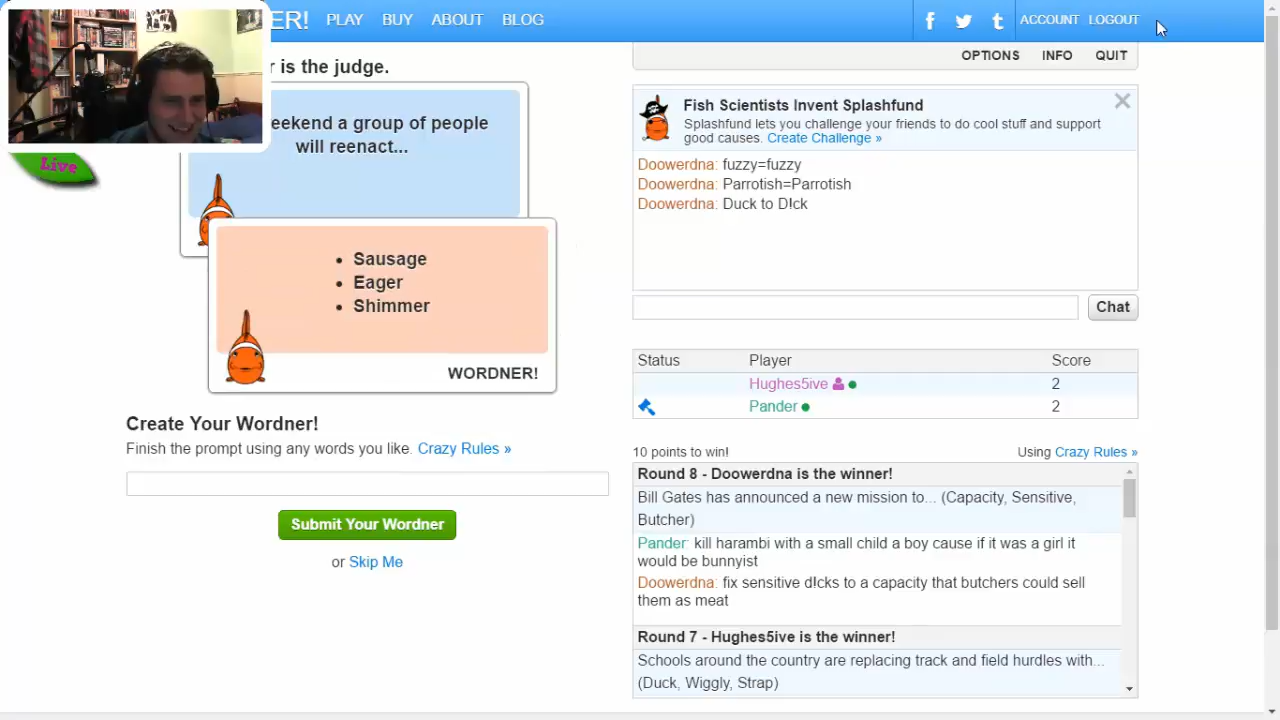 ER! PLAY BUY ABOUT BLOG
ACCOUNT LOGOUT
OPTIONS INFO QUIT
r is the judge.
eekend a group of people
will reenact...
Live
Sausage
Eager
Shimmer
WORDNER!
Create Your Wordner!
Finish the prompt using any words you like. Crazy Rules »
Submit Your Wordner
or Skip Me
Fish Scientists Invent Splashfund
Splashfund lets you challenge your friends to do cool stuff and support
good causes. Create Challenge »
Doowerdna: fuzzy=fuzzy
Doowerdna: Parrotish=Parrotish
Doowerdna: Duck to D!ck
Chat
Status Player Score
Hughes5ive 2
Pander 2
10 points to win! Using Crazy Rules »
Round 8 - Doowerdna is the winner!
Bill Gates has announced a new mission to... (Capacity, Sensitive,
Butcher)
Pander: kill harambi with a small child a boy cause if it was a girl it
would be bunnyist
Doowerdna: fix sensitive d!cks to a capacity that butchers could sell
them as meat
Round 7 - Hughes5ive is the winner!
Schools around the country are replacing track and field hurdles with...
(Duck, Wiggly, Strap)